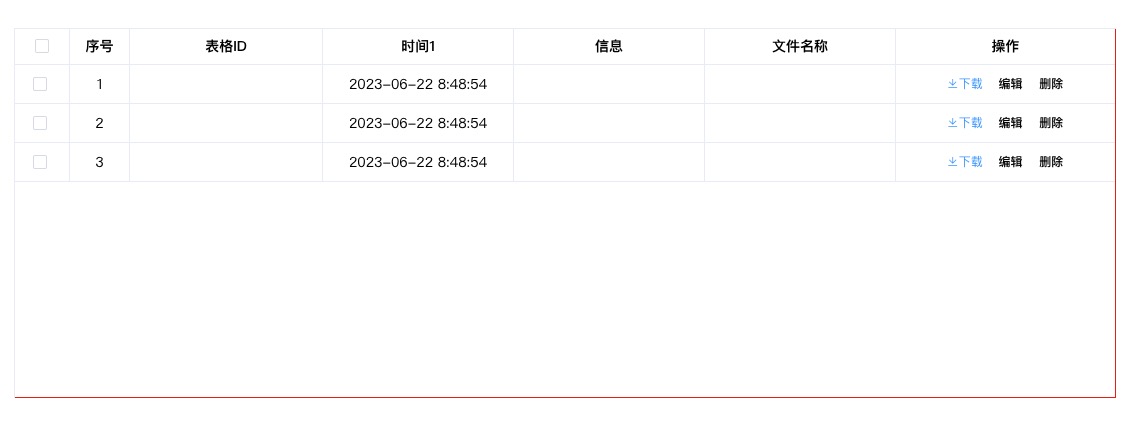 序号 表格ID 时间1 信息 文件名称 操作
1 2023-06-22 8:48:54 下载 编辑 删除
2 2023-06-22 8:48:54 下载 编辑 删除
3 2023-06-22 8:48:54 下载 编辑 删除